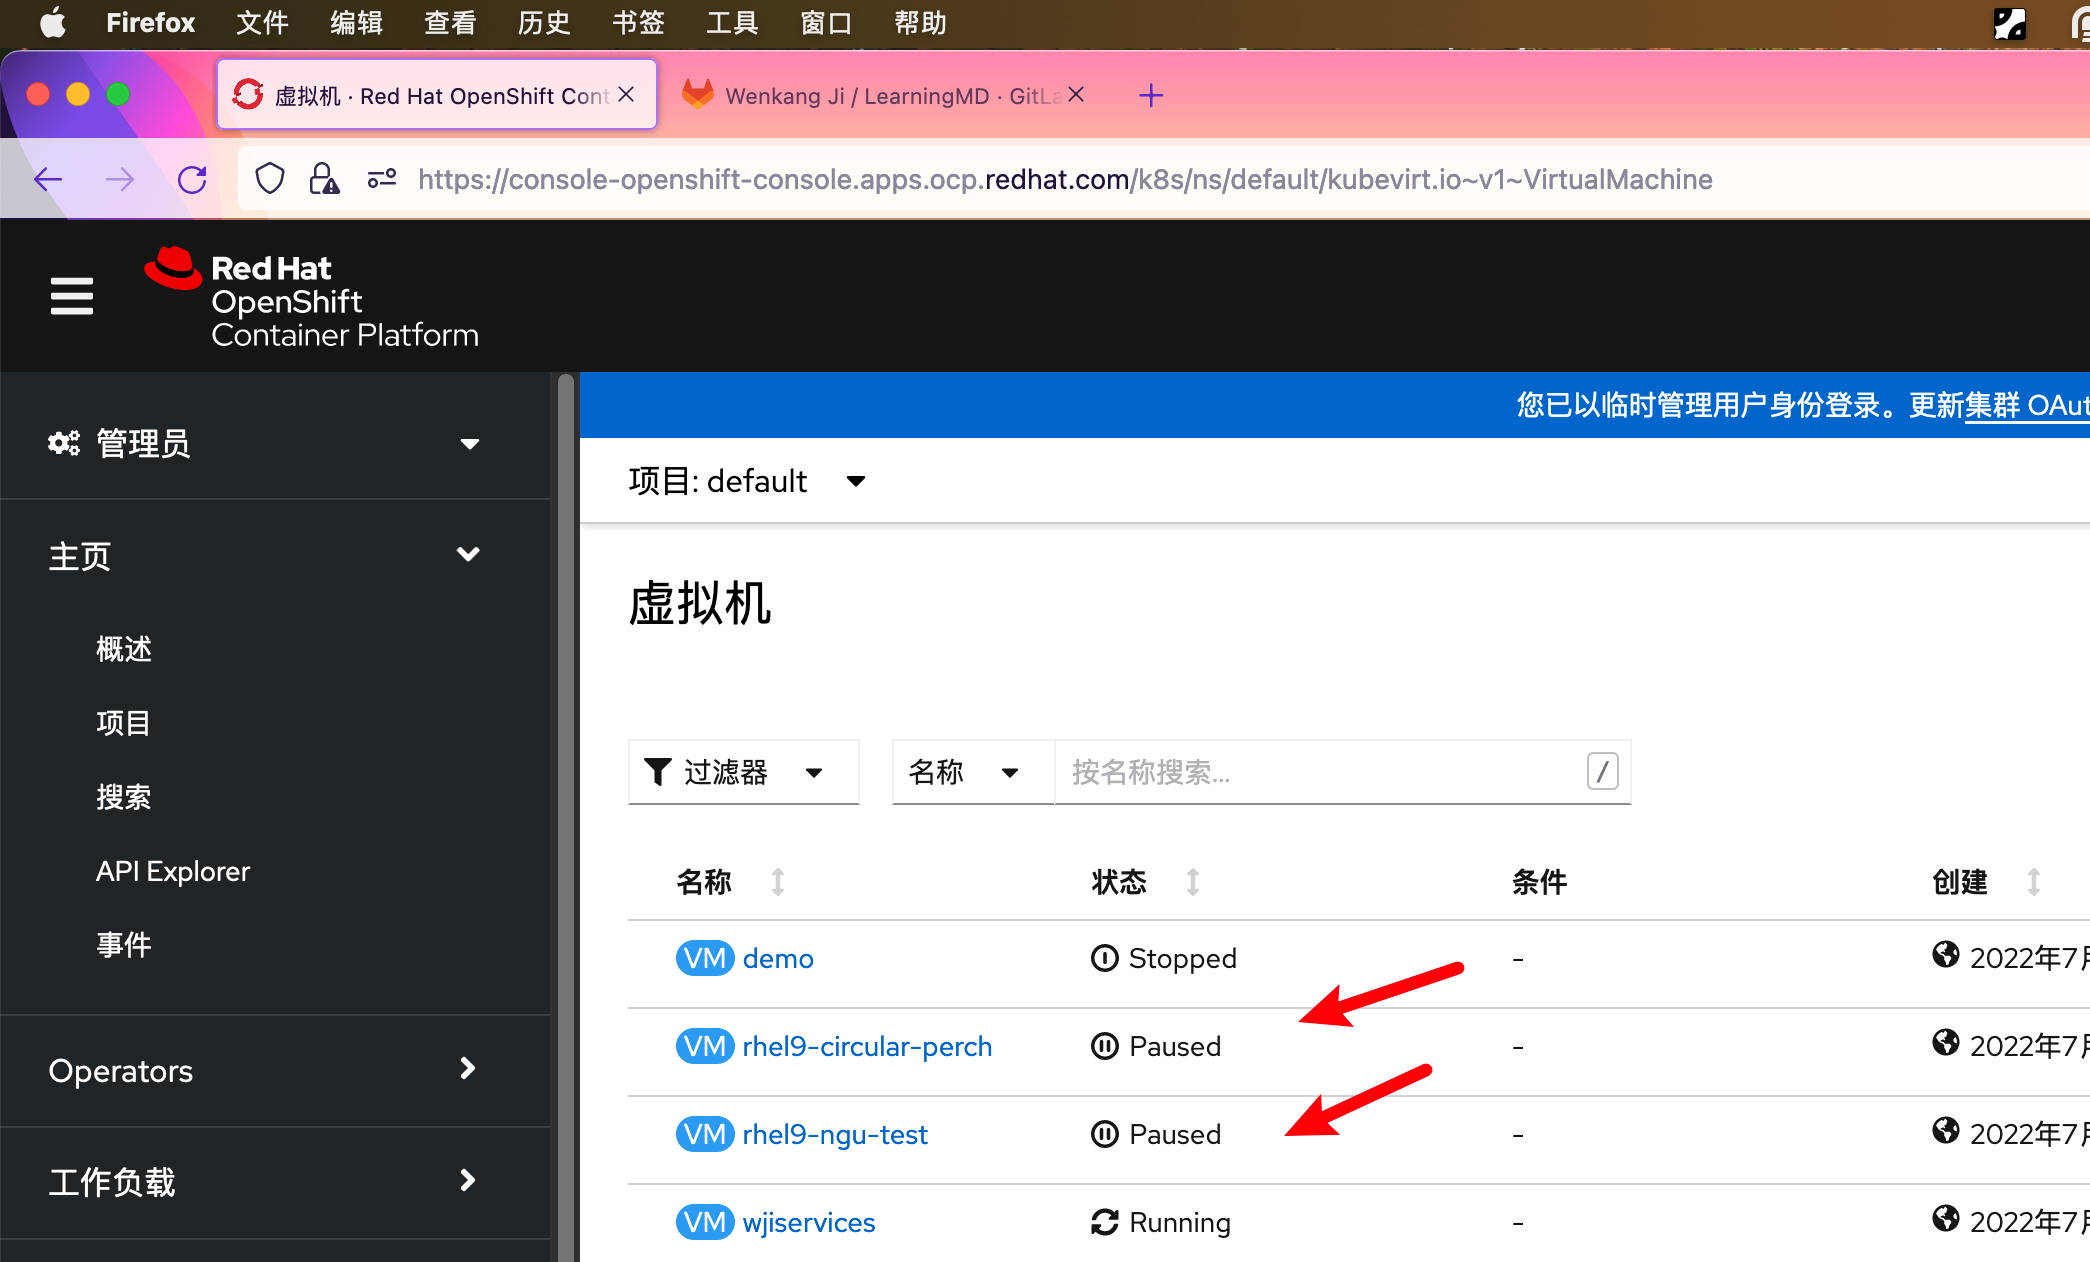 Firefox 文件 编辑 查看 历史 书签 工具 窗口 帮助
虚拟机 · Red Hat OpenShift Cont
Wenkang Ji / LearningMD · GitLa
https://console-openshift-console.apps.ocp.redhat.com/k8s/ns/default/kubevirt.io~v1~VirtualMachine
Red Hat
OpenShift
Container Platform
您已以临时管理用户身份登录。更新集群 OAut
管理员
项目: default
主页
虚拟机
概述
项目
搜索
API Explorer
事件
Operators
工作负载
过滤器 名称 按名称搜索... /
名称 状态 条件 创建
VM demo Stopped - 2022年7月
VM rhel9-circular-perch Paused - 2022年7月
VM rhel9-ngu-test Paused - 2022年7月
VM wjiservices Running - 2022年7月